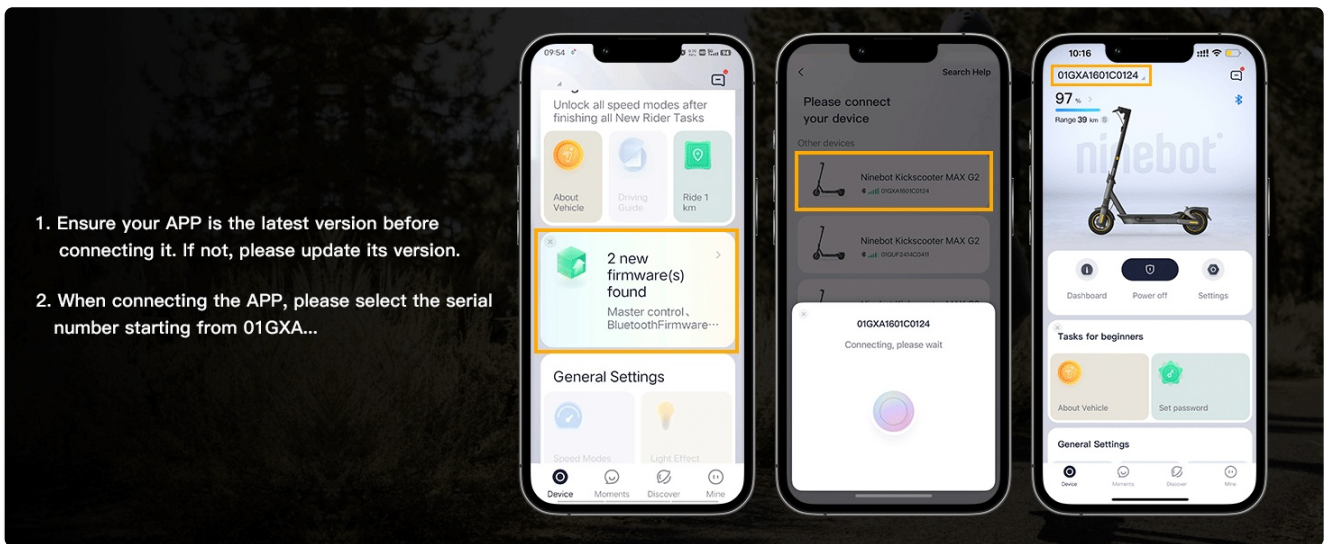 1. Ensure your APP is the latest version before
connecting it. If not, please update its version.
2. When connecting the APP, please select the serial
number starting from 01GXA...
09:54
Unlock all speed modes after
finishing all New Rider Tasks
About
Vehicle
Driving
Guide
Ride 1
km
2 new
firmware(s)
found
Master control、
BluetoothFirmware···
General Settings
Speed Modes
Light Effect
Device
Moments
Discover
Mine
Search Help
Please connect
your device
Other devices
Ninebot Kickscooter MAX G2
01GXA1601C0124
Ninebot Kickscooter MAX G2
01GUF2414C0411
01GXA1601C0124
Connecting, please wait
10:16
01GXA1601C0124
97 %
Range 39 km
ninebot
Dashboard
Power off
Settings
Tasks for beginners
About Vehicle
Set password
General Settings
Device
Moments
Discover
Mine